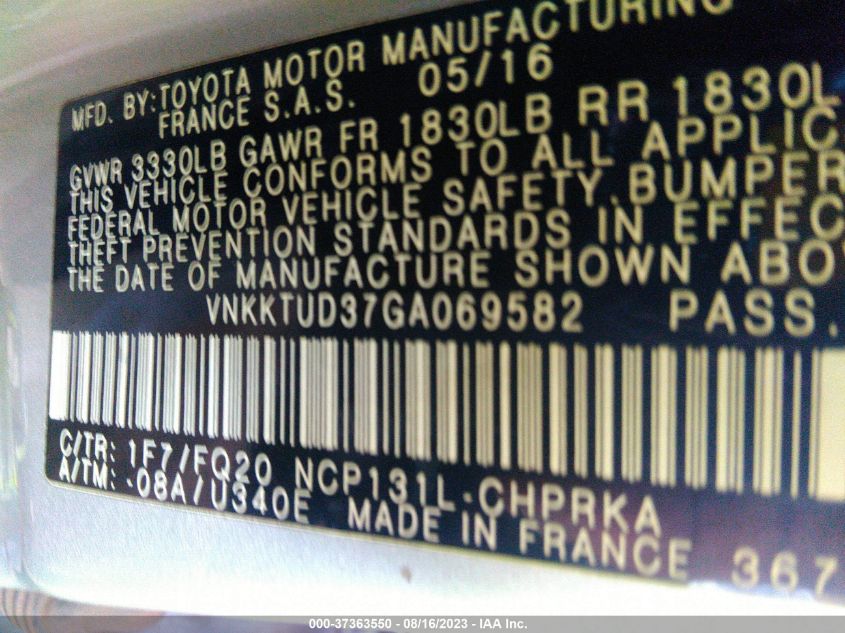 MFD. BY:TOYOTA MOTOR MANUFACTURING
FRANCE S.A.S. 05/16
GVWR 3330LB GAWR FR 1830LB RR 1830L
THIS VEHICLE CONFORMS TO ALL APPLIC
FEDERAL MOTOR VEHICLE SAFETY, BUMPER
THEFT PREVENTION STANDARDS IN EFFEC
THE DATE OF MANUFACTURE SHOWN ABOV
VNKKTUD37GA069582 PASS.
C/TR: 1F7/FQ20 NCP131L-CHPRKA
A/TM: -08A/U340E MADE IN FRANCE 367
000-37363550 - 08/16/2023 - IAA Inc.